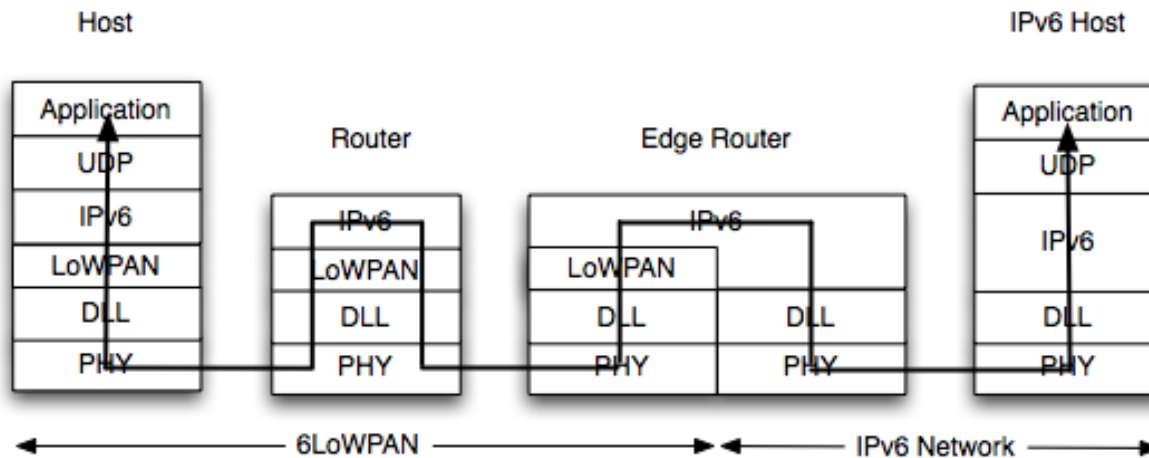 Host
Application
UDP
IPv6
LoWPAN
DLL
PHY
Router
IPv6
LoWPAN
DLL
PHY
Edge Router
IPv6
LoWPAN
DLL
PHY
DLL
PHY
IPv6 Host
Application
UDP
IPv6
DLL
PHY
6LoWPAN
IPv6 Network